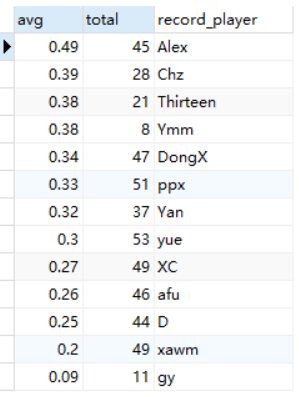 avg total record_player
0.49 45 Alex
0.39 28 Chz
0.38 21 Thirteen
0.38 8 Ymm
0.34 47 DongX
0.33 51 ppx
0.32 37 Yan
0.3 53 yue
0.27 49 XC
0.26 46 afu
0.25 44 D
0.2 49 xawm
0.09 11 gy